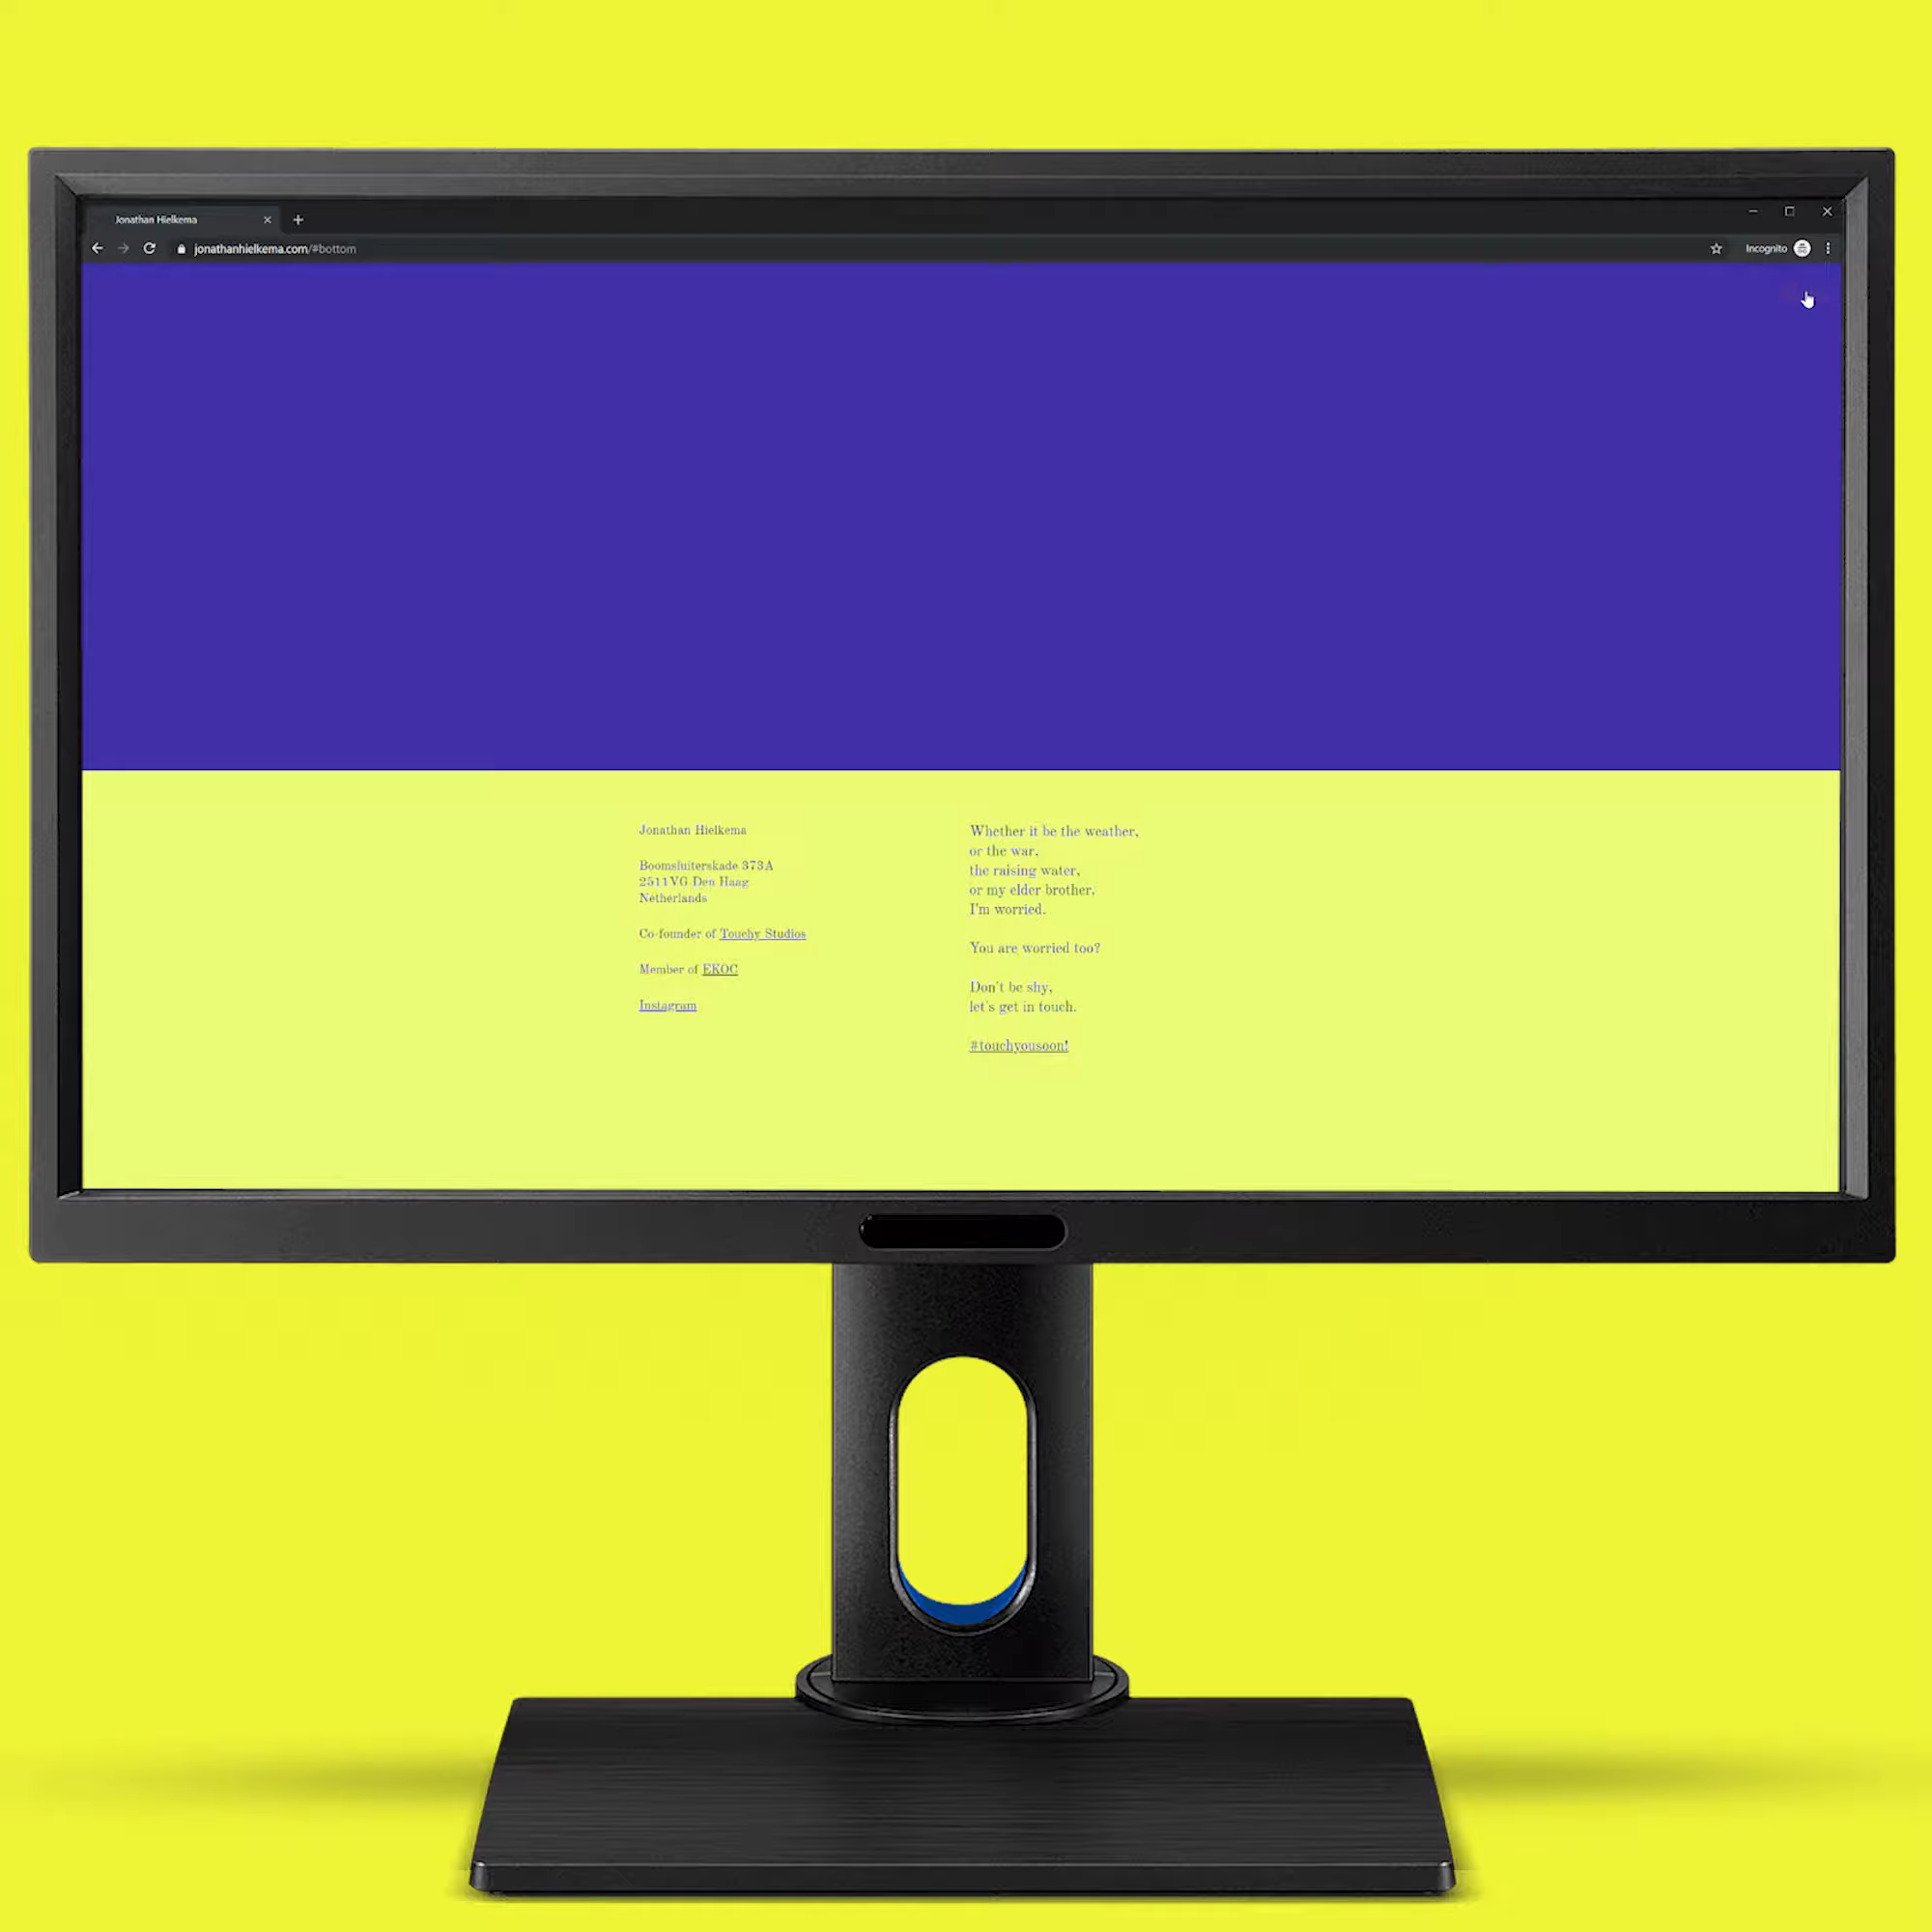 Jonathan Hielkema
jonathanhielkema.com/#bottom
Incognito
Jonathan Hielkema
Boomsluiterskade 373A
2511VG Den Haag
Netherlands
Co-founder of Touchy Studios
Member of EKOC
Instagram
Whether it be the weather,
or the war,
the raising water,
or my elder brother,
I'm worried.
You are worried too?
Don't be shy,
let's get in touch.
#touchyousoon!